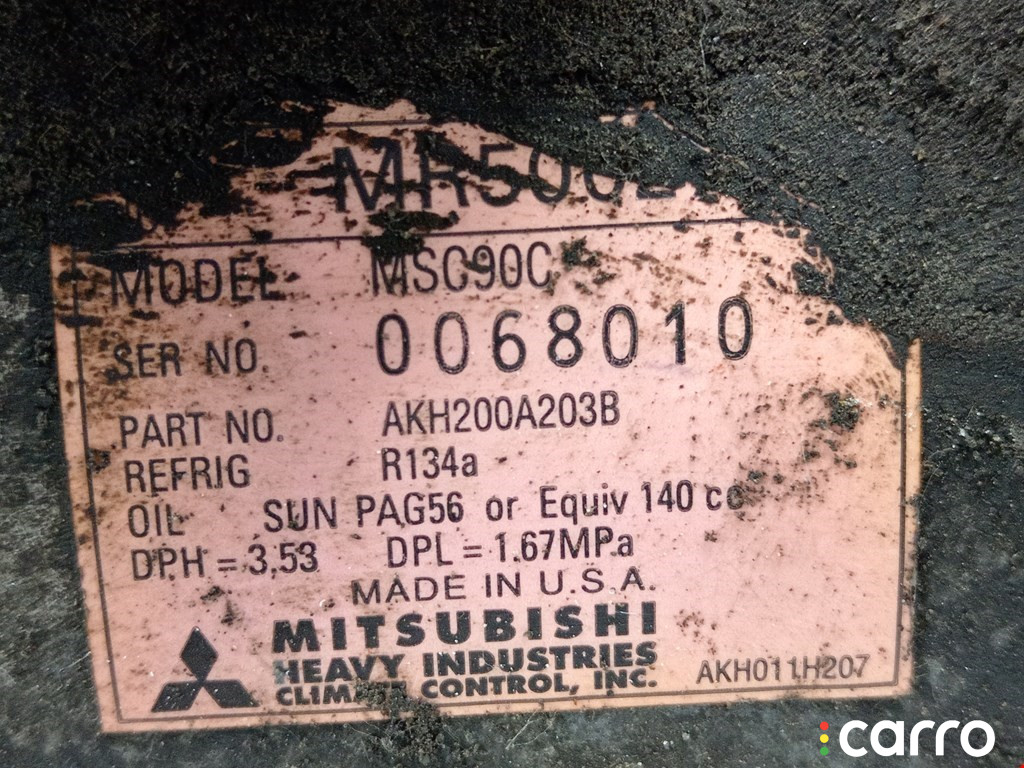 MODEL MSC90C
SER NO. 0068010
PART NO. AKH200A203B
REFRIG R134a
OIL SUN PAG56 or Equiv 140 cc
DPH = 3.53 DPL = 1.67MPa
MADE IN U.S.A.
MITSUBISHI
HEAVY INDUSTRIES
CLIMATE CONTROL, INC.
AKH011H207
carro